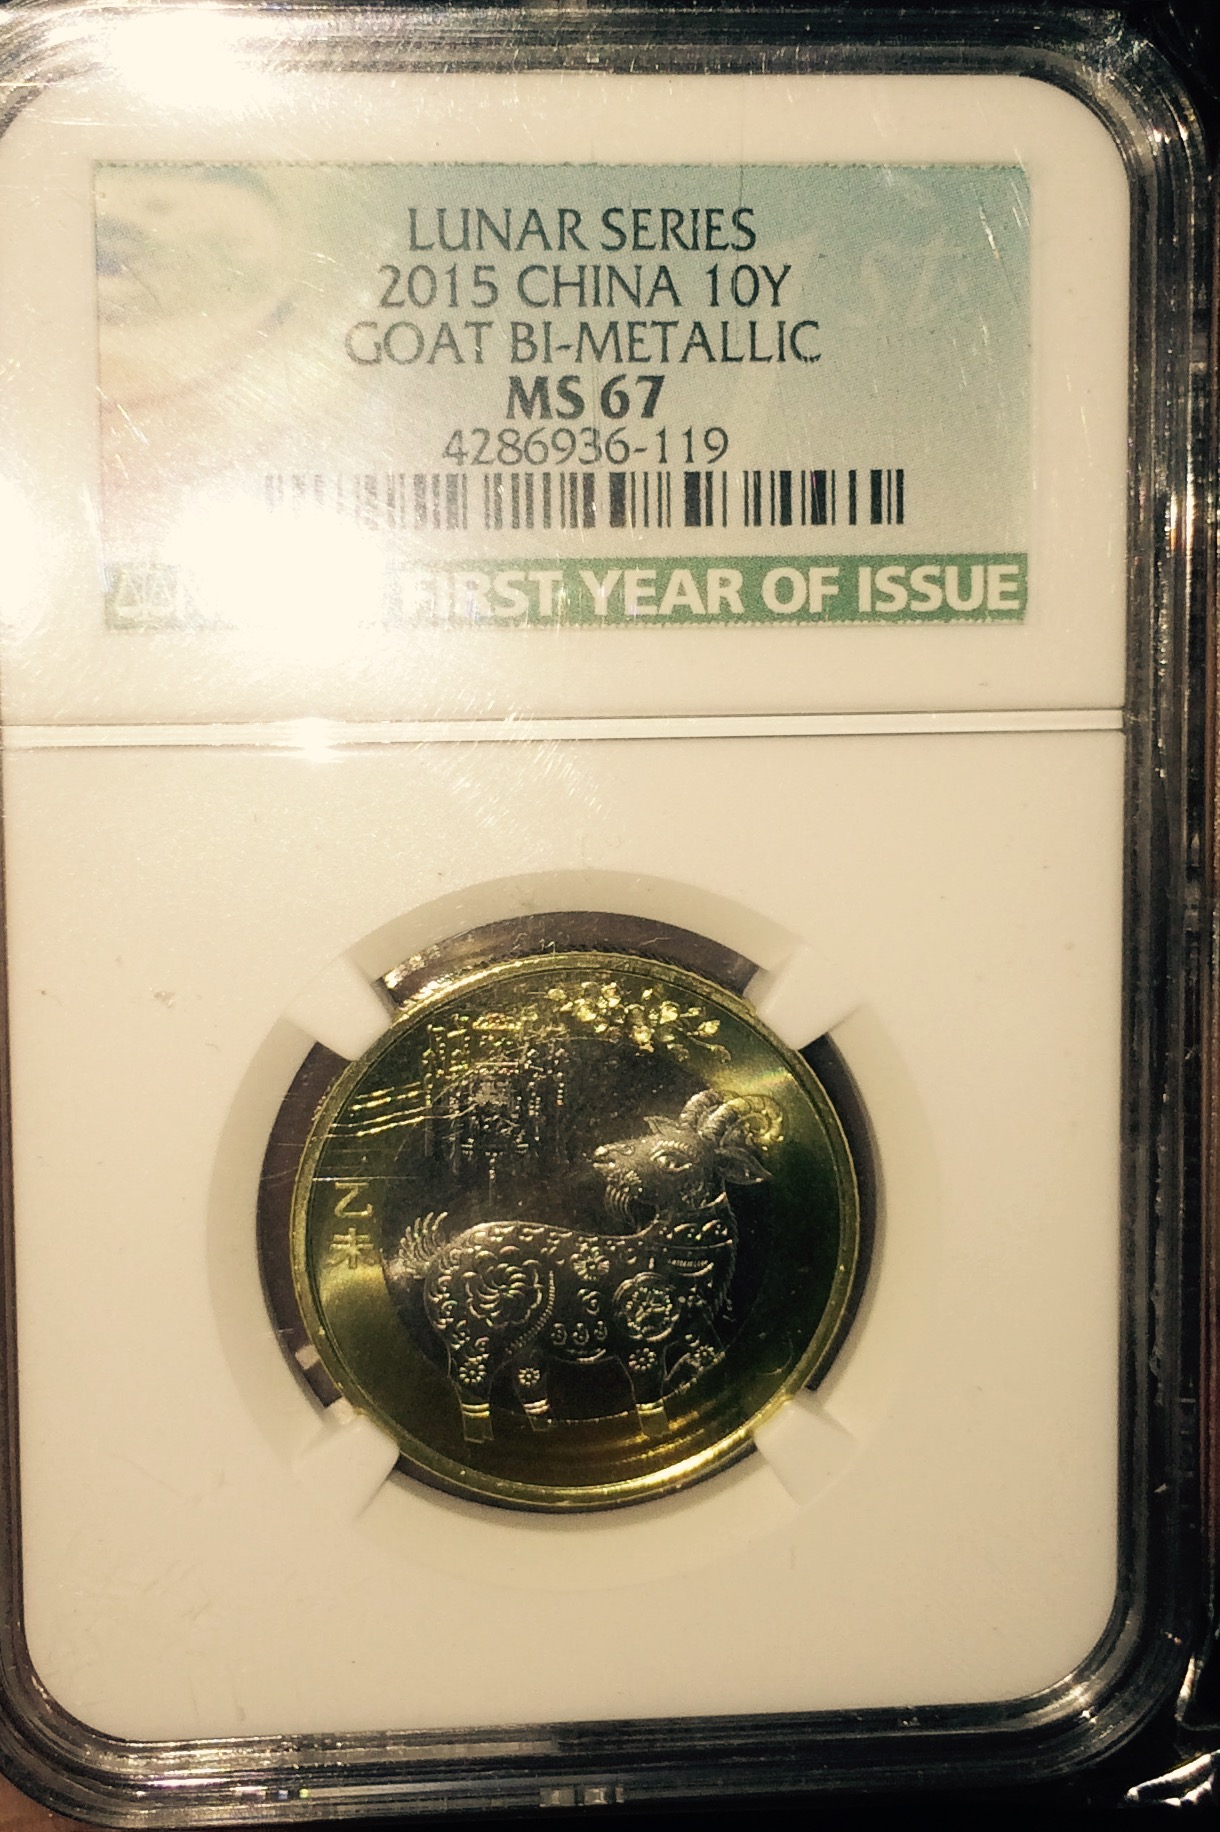 LUNAR SERIES
2015 CHINA 10Y
GOAT BI-METALLIC
MS 67
4286936-119
FIRST YEAR OF ISSUE
乙未